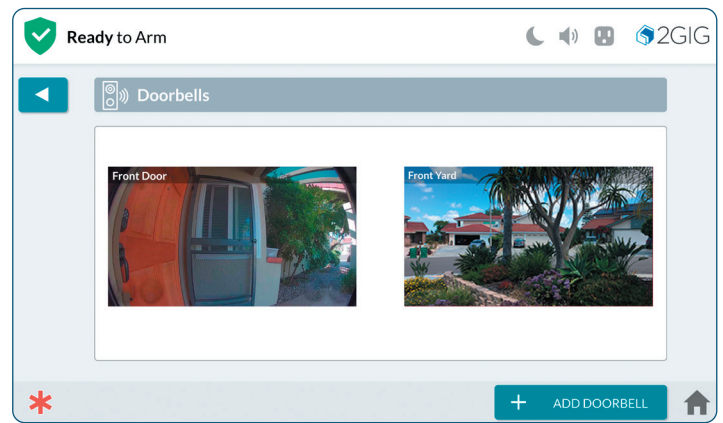 Ready to Arm
2GIG
Doorbells
Front Door
Front Yard
+ ADD DOORBELL